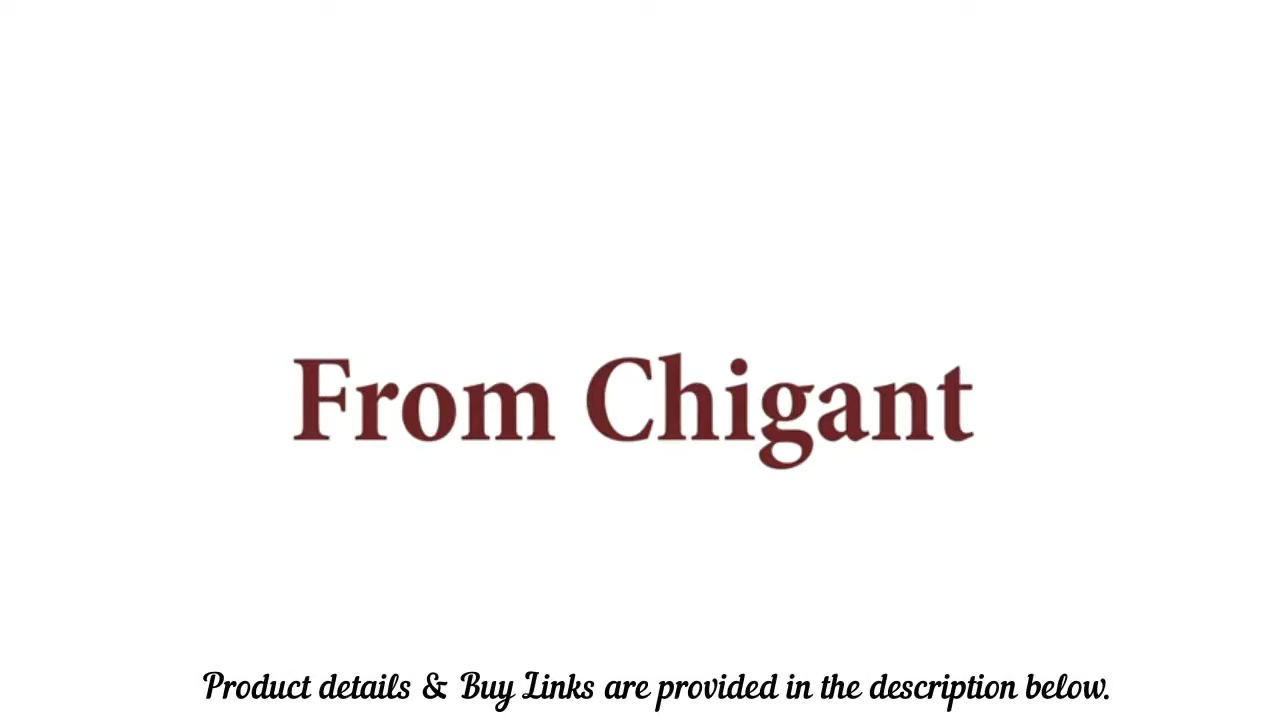 From Chigant
Product details & Buy Links are provided in the description below.